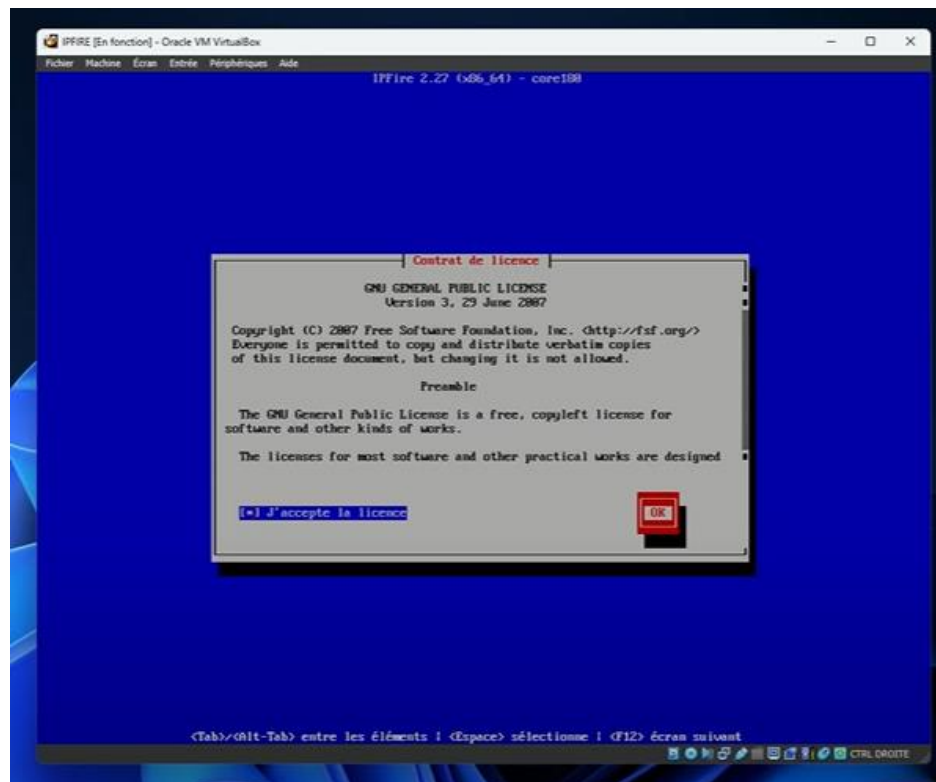 IPFIRE [En fonction] - Oracle VM VirtualBox
Fichier Machine Écran Entrée Périphériques Aide
IPFire 2.27 (x86_64) - core180
Contrat de licence
GNU GENERAL PUBLIC LICENSE
Version 3, 29 June 2007
Copyright (C) 2007 Free Software Foundation, Inc. <http://fsf.org/>
Everyone is permitted to copy and distribute verbatim copies
of this license document, but changing it is not allowed.
Preamble
The GNU General Public License is a free, copyleft license for
software and other kinds of works.
The licenses for most software and other practical works are designed
[*] J'accepte la licence
OK
<Tab>/<Alt-Tab> entre les éléments | <Espace> sélectionne | <F12> écran suivant
CTRL DROITE